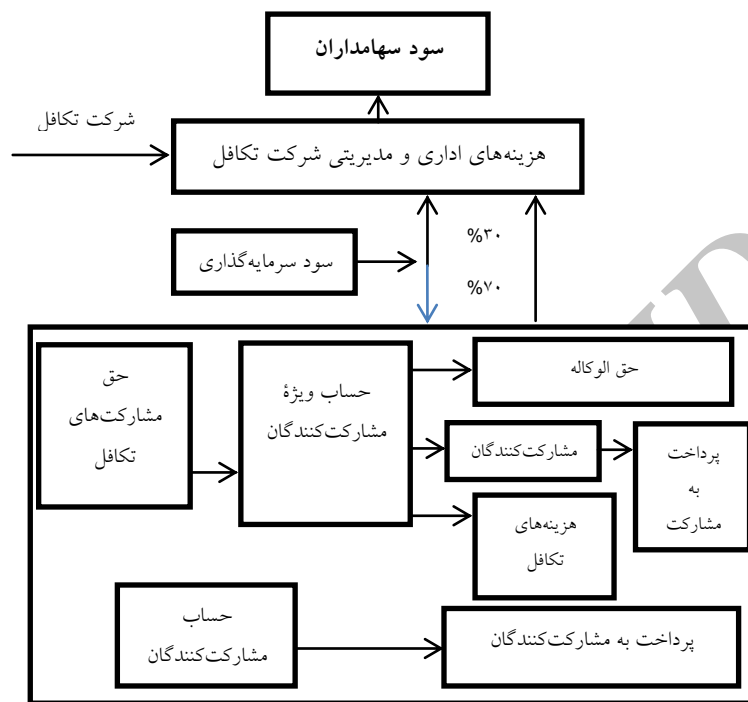 سود سهامداران
شرکت تکافل
هزینه‌های اداری و مدیریتی شرکت تکافل
%۳۰
سود سرمایه‌گذاری
%۷۰
حق
مشارکت‌های
تکافل
حساب ویژۀ
مشارکت‌کنندگان
حق الوکاله
مشارکت‌کنندگان
پرداخت
به
مشارکت
هزینه‌های
تکافل
حساب
مشارکت‌کنندگان
پرداخت به مشارکت‌کنندگان